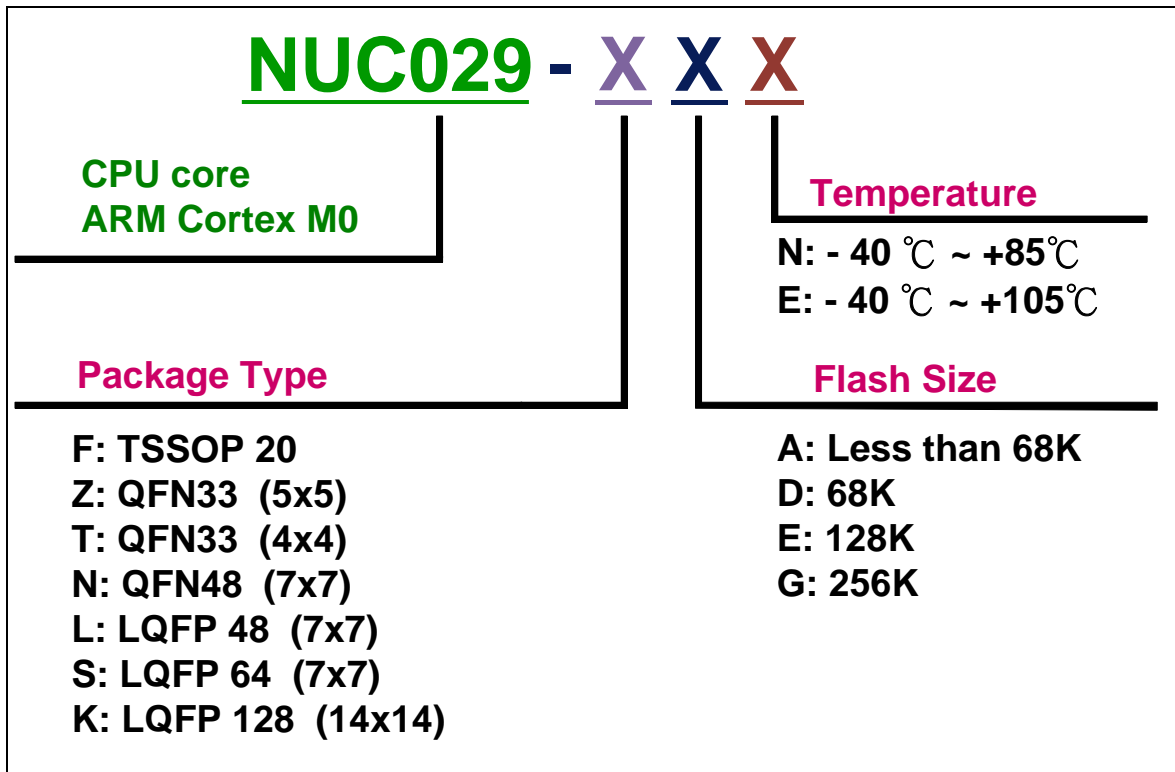 NUC029 - X X X
CPU core
ARM Cortex M0
Temperature
N: - 40 ℃ ~ +85℃
E: - 40 ℃ ~ +105℃
Package Type
F: TSSOP 20
Z: QFN33 (5x5)
T: QFN33 (4x4)
N: QFN48 (7x7)
L: LQFP 48 (7x7)
S: LQFP 64 (7x7)
K: LQFP 128 (14x14)
Flash Size
A: Less than 68K
D: 68K
E: 128K
G: 256K